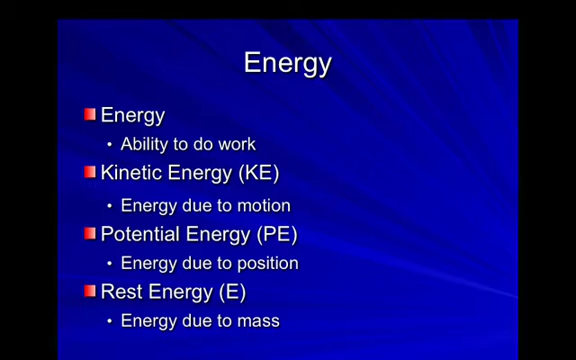 Energy
Energy
• Ability to do work
Kinetic Energy (KE)
• Energy due to motion
Potential Energy (PE)
• Energy due to position
Rest Energy (E)
• Energy due to mass